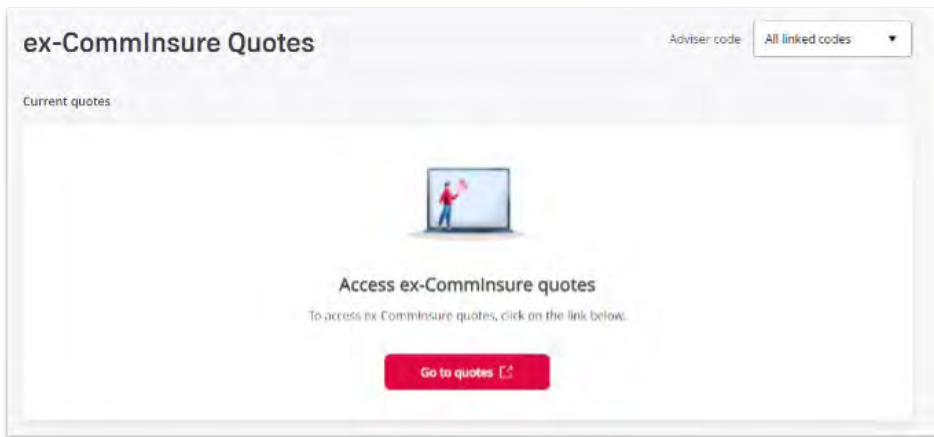 ex-CommInsure Quotes
Adviser code
All linked codes
Current quotes
Access ex-CommInsure quotes
To access ex-CommInsure quotes, click on the link below.
Go to quotes